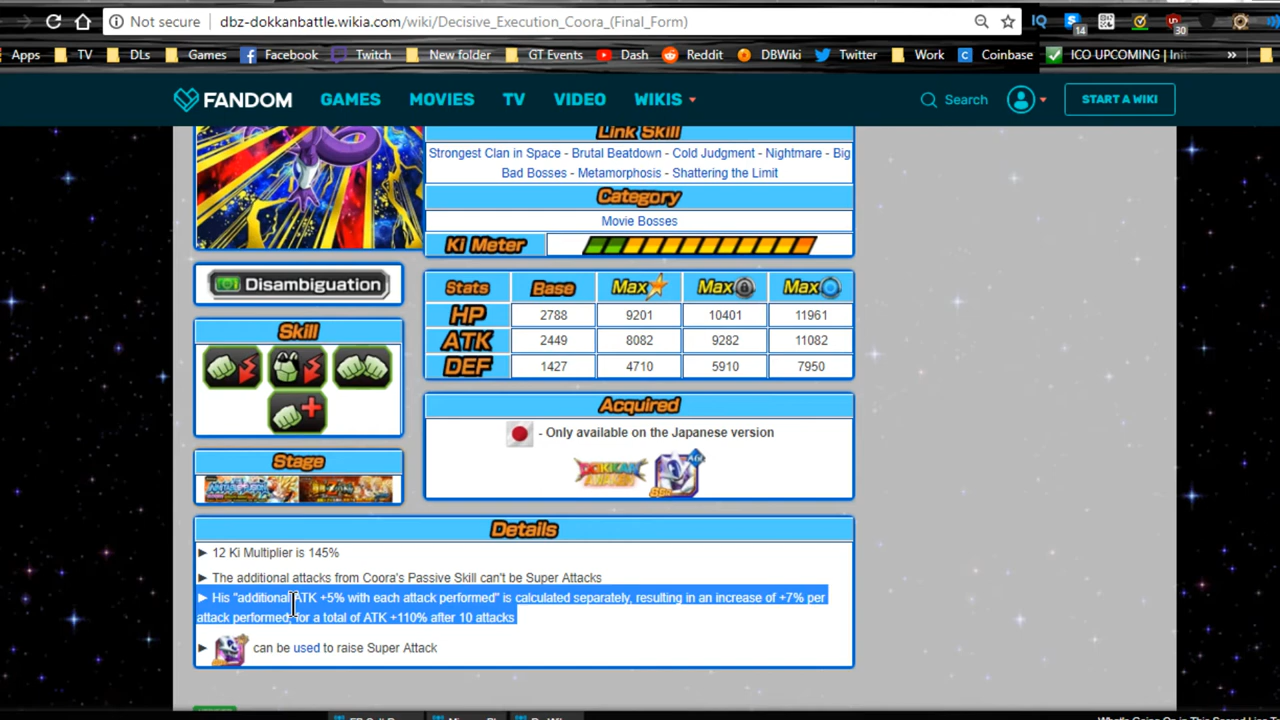 Not secure dbz-dokkanbattle.wikia.com/wiki/Decisive_Execution_Coora_(Final_Form)
14 30
Apps TV DLs Games Facebook Twitch New folder GT Events Dash Reddit DBWiki Twitter Work Coinbase ICO UPCOMING | Ini »
FANDOM GAMES MOVIES TV VIDEO WIKIS Search START A WIKI
Link Skill
Strongest Clan in Space - Brutal Beatdown - Cold Judgment - Nightmare - Big
Bad Bosses - Metamorphosis - Shattering the Limit
Category
Movie Bosses
Ki Meter
Disambiguation
Stats Base Max Max Max
HP 2788 9201 10401 11961
ATK 2449 8082 9282 11082
DEF 1427 4710 5910 7950
Skill
Acquired
- Only available on the Japanese version
DOKKAN AWAKEN AGL
Stage
Details
► 12 Ki Multiplier is 145%
► The additional attacks from Coora's Passive Skill can't be Super Attacks
► His "additional ATK +5% with each attack performed" is calculated separately, resulting in an increase of +7% per
attack performed, for a total of ATK +110% after 10 attacks
► can be used to raise Super Attack